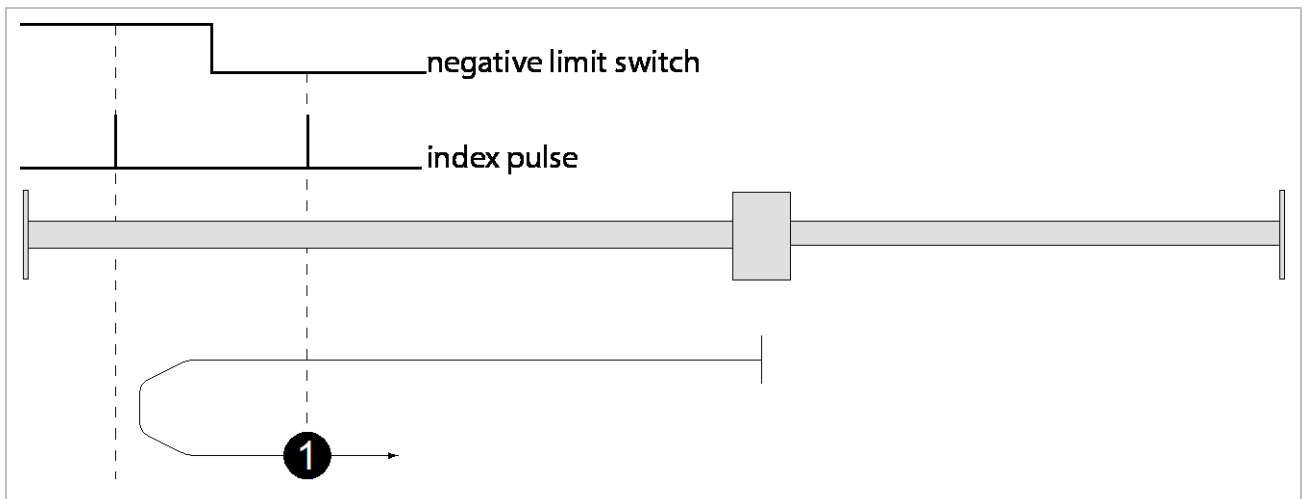 negative limit switch
index pulse
1